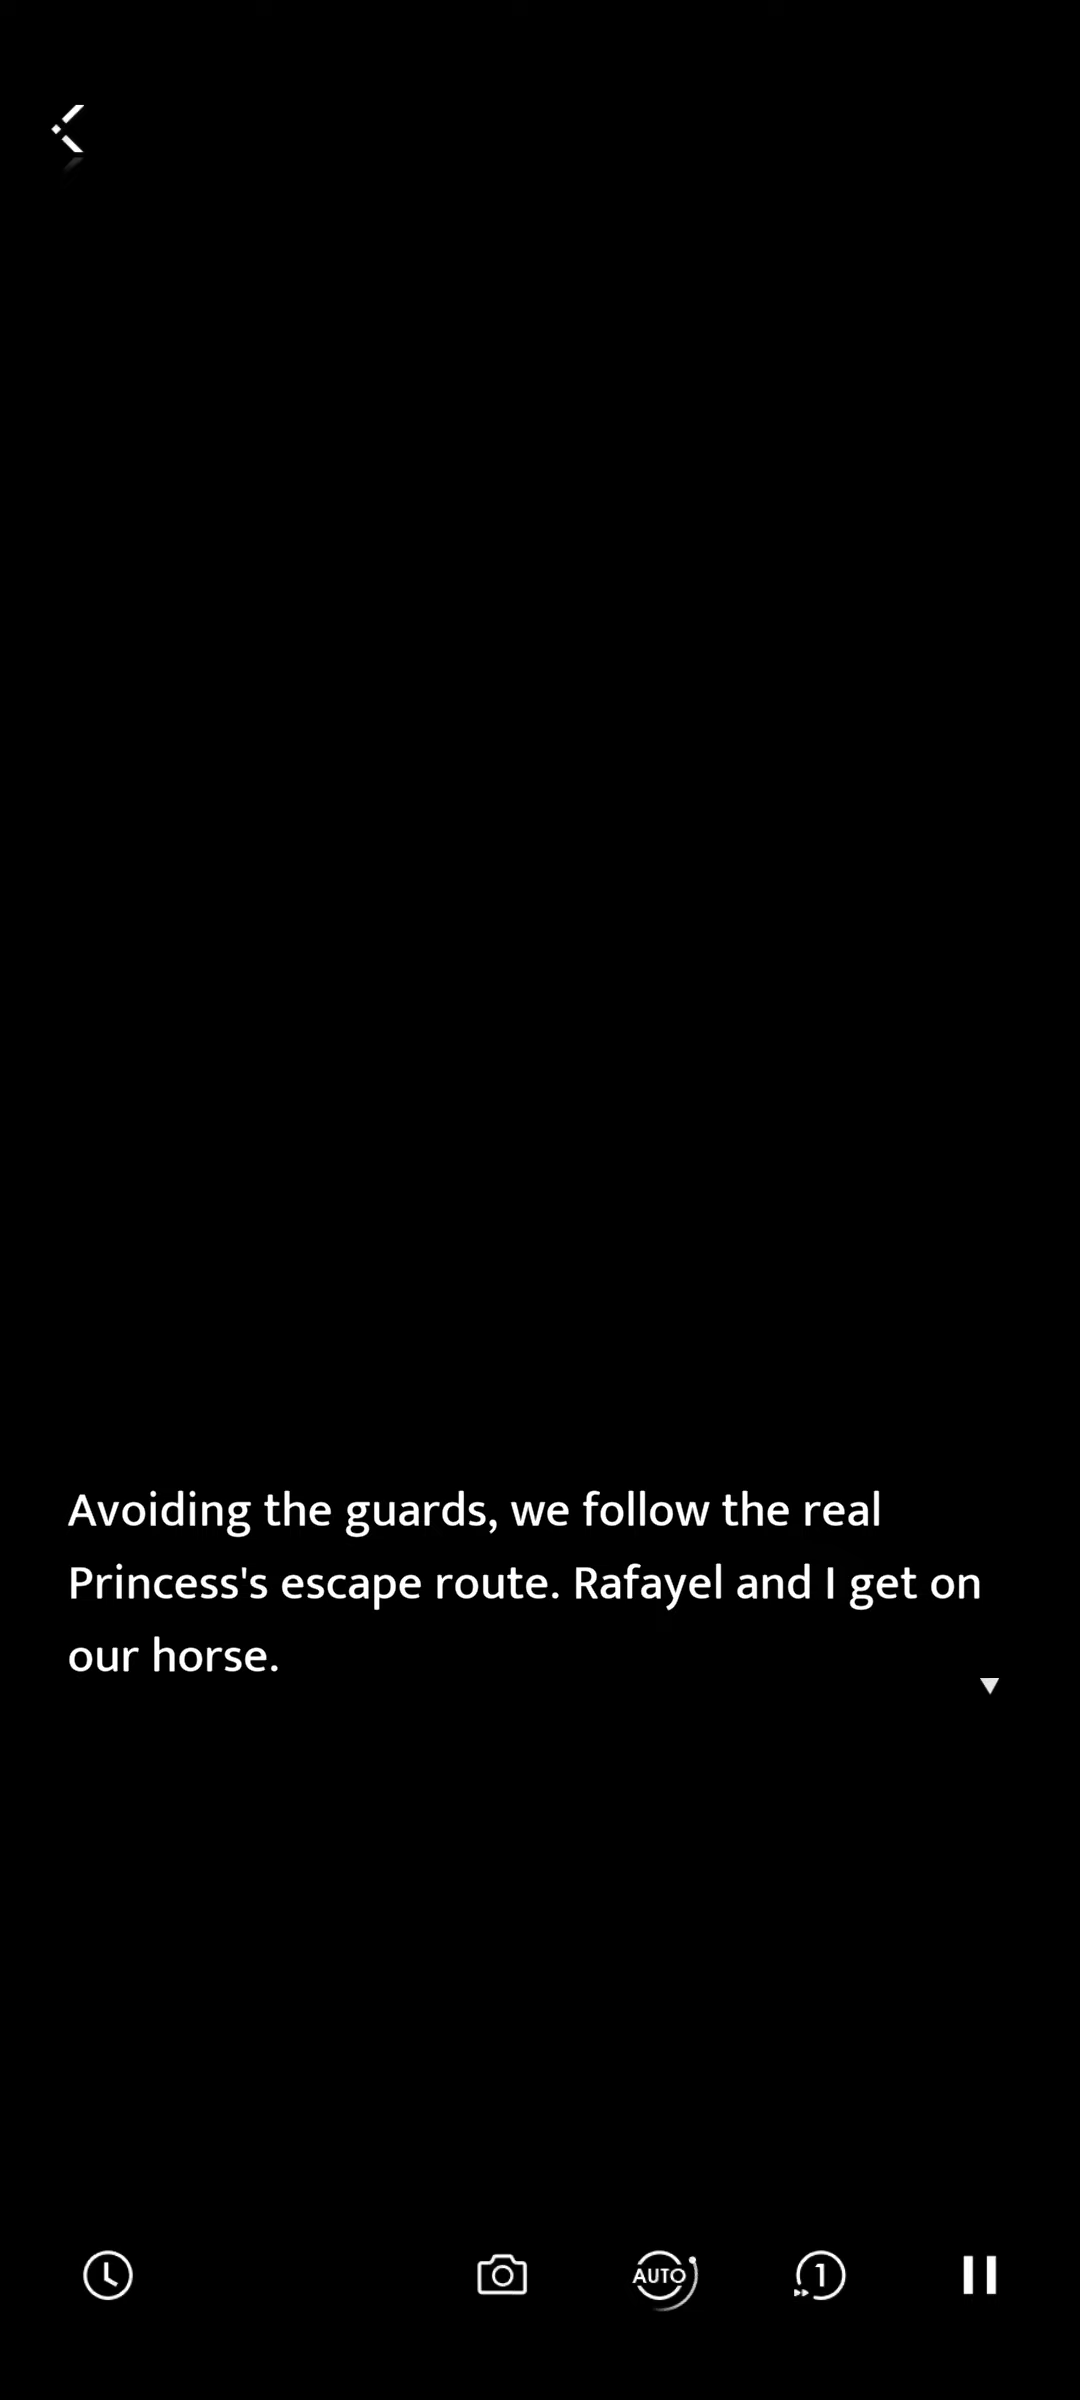 Avoiding the guards, we follow the real
Princess's escape route. Rafayel and I get on
our horse.
AUTO
1